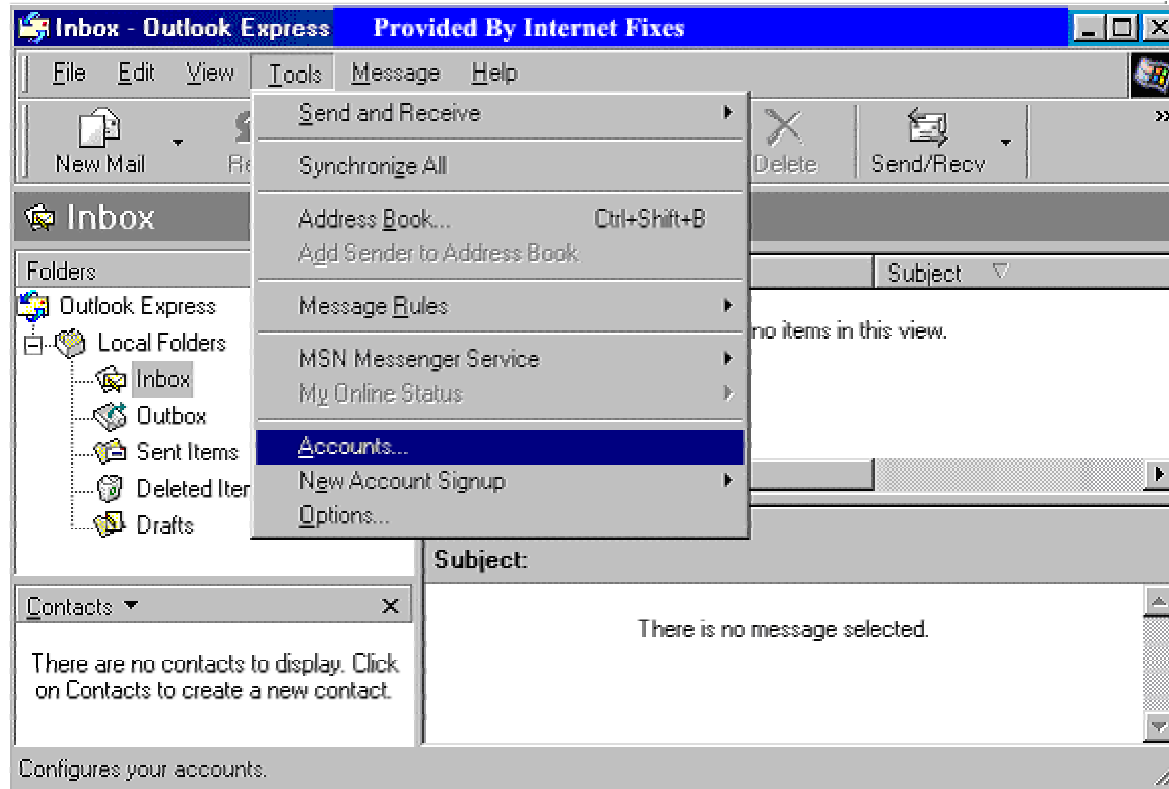 Inbox - Outlook Express Provided By Internet Fixes
File Edit View Tools Message Help
New Mail Delete Send/Recv
Send and Receive
Synchronize All
Address Book... Ctrl+Shift+B
Add Sender to Address Book
Message Rules
MSN Messenger Service
My Online Status
Accounts...
New Account Signup
Options...
Inbox
Folders
Outlook Express
Local Folders
Inbox
Outbox
Sent Items
Deleted Iter
Drafts
Subject
no items in this view.
Subject:
There is no message selected.
Contacts
There are no contacts to display. Click
on Contacts to create a new contact.
Configures your accounts.